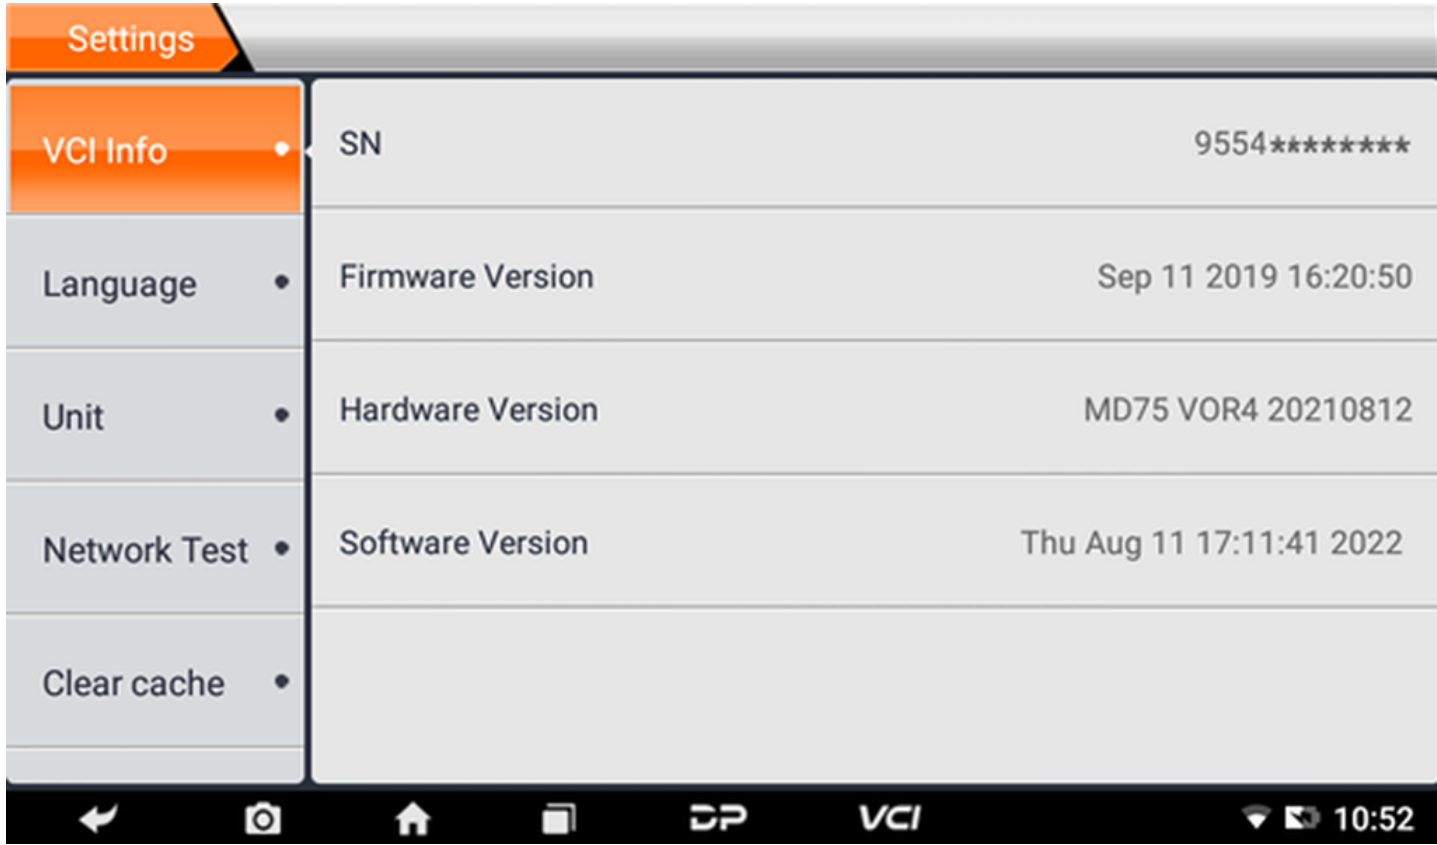 Settings
VCI Info
SN
9554********
Language
Firmware Version
Sep 11 2019 16:20:50
Unit
Hardware Version
MD75 VOR4 20210812
Network Test
Software Version
Thu Aug 11 17:11:41 2022
Clear cache
DP
VCI
10:52